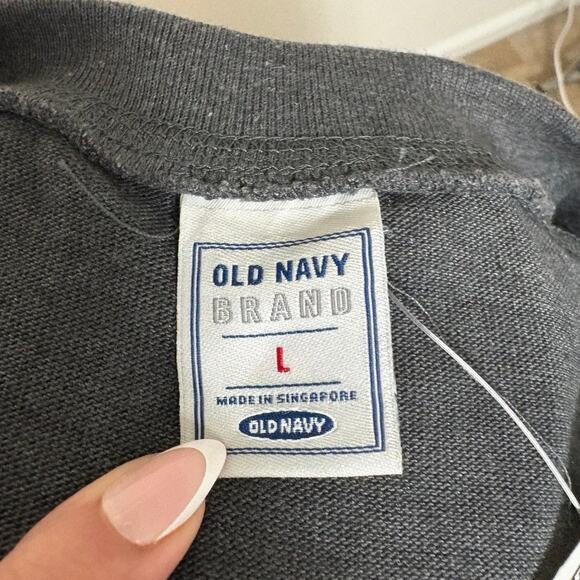 OLD NAVY
BRAND
L
MADE IN SINGAPORE
OLD NAVY